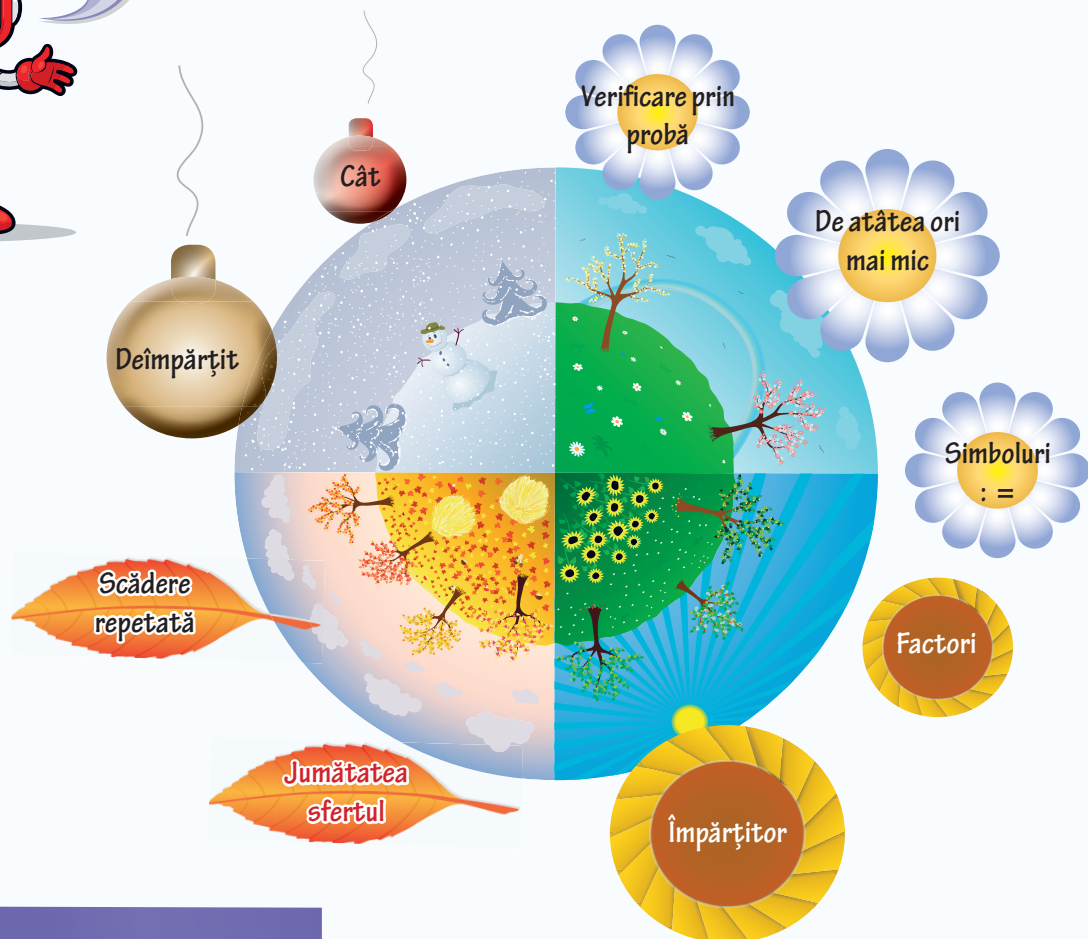 Verificare prin
probă
Cât
De atâtea ori
mai mic
Deîmpărțit
Simboluri
: =
Scădere
repetată
Factori
Jumătatea
sfertul
Împărțitor